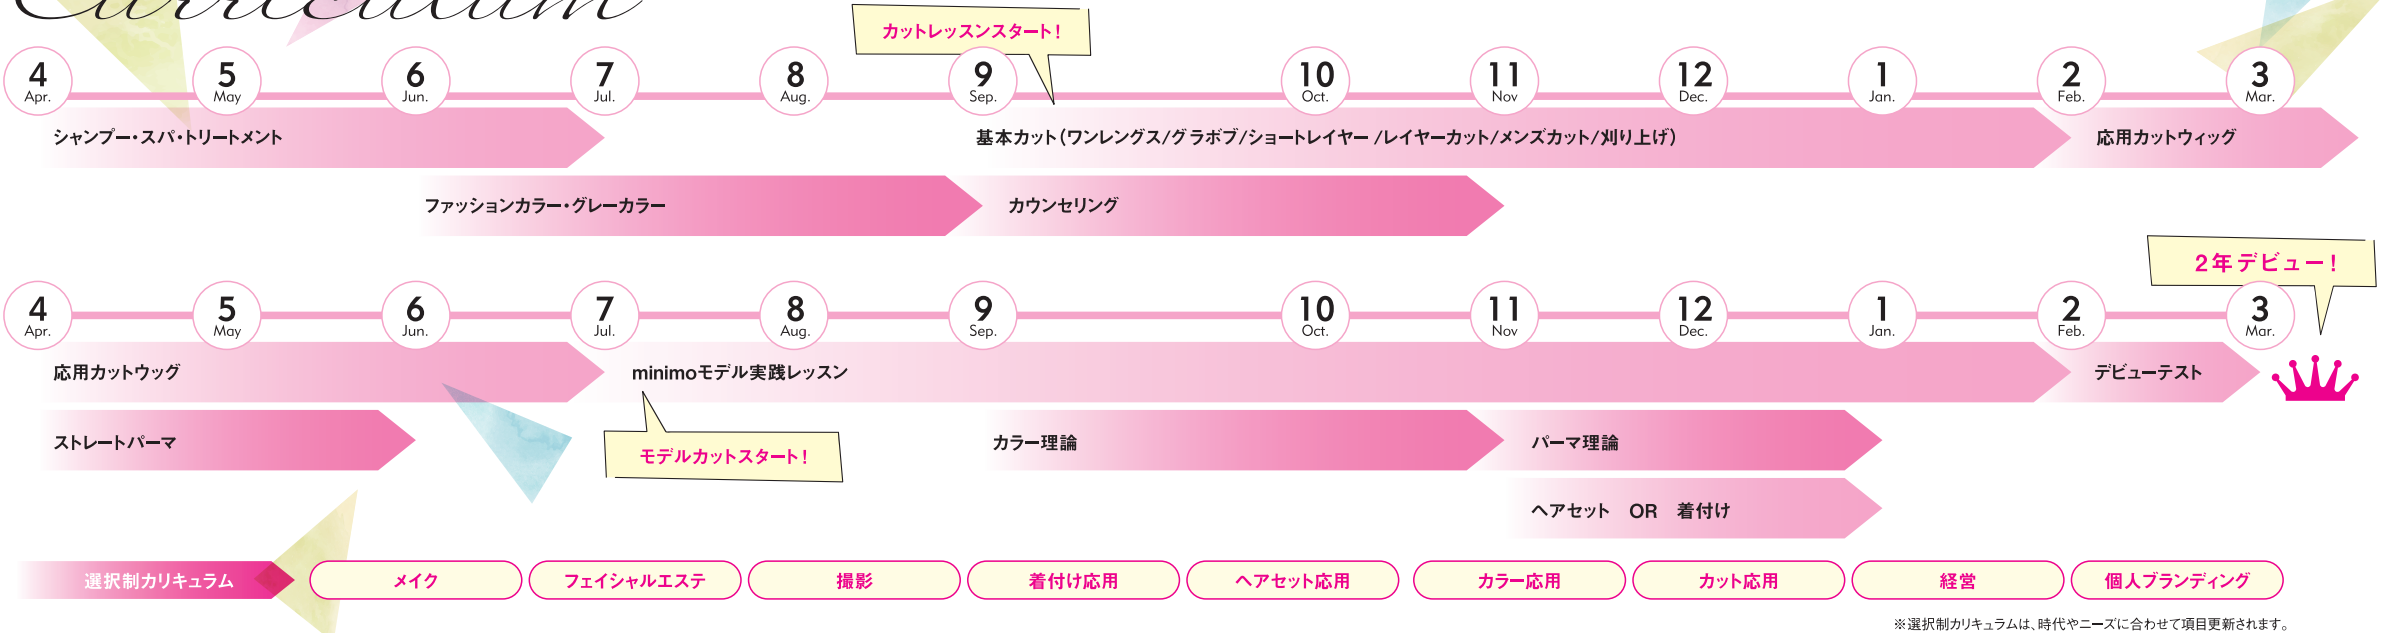 Curriculum
カットレッスンスタート！
4 5 6 7 8 9 10 11 12 1 2 3
Apr. May Jun. Jul. Aug. Sep. Oct. Nov Dec. Jan. Feb. Mar.
シャンプー・スパ・トリートメント
基本カット（ワンレングス/グラボブ/ショートレイヤー /レイヤーカット/メンズカット/刈り上げ）
応用カットウィッグ
ファッションカラー・グレーカラー
カウンセリング
2年デビュー！
4 5 6 7 8 9 10 11 12 1 2 3
Apr. May Jun. Jul. Aug. Sep. Oct. Nov Dec. Jan. Feb. Mar.
応用カットウッグ
minimoモデル実践レッスン
デビューテスト
ストレートパーマ
モデルカットスタート！
カラー理論
パーマ理論
ヘアセット　OR　着付け
選択制カリキュラム
メイク
フェイシャルエステ
撮影
着付け応用
ヘアセット応用
カラー応用
カット応用
経営
個人ブランディング
※選択制カリキュラムは、時代やニーズに合わせて項目更新されます。